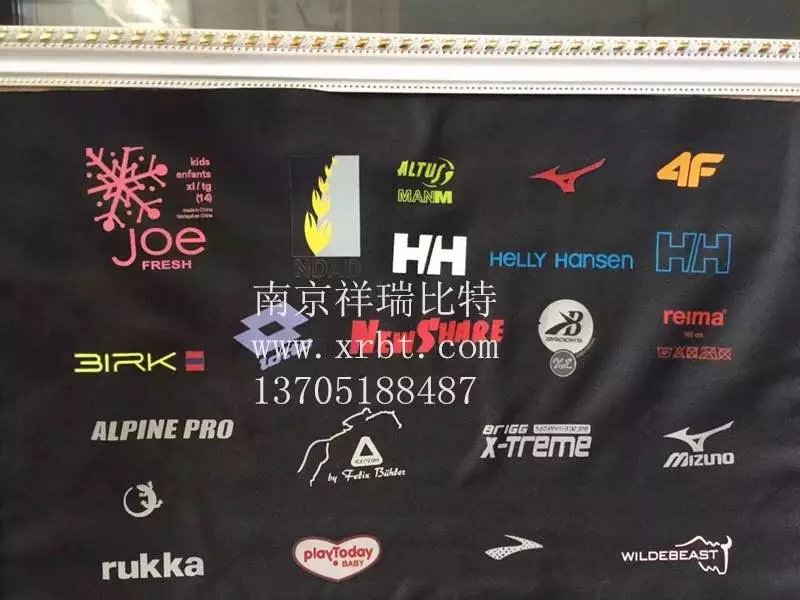 kids
enfants
xl / tg
(14)
joe
FRESH
ALTUS
MANM
4F
HH
HELLY HANSEN
HH
南京祥瑞比特
www.xrbt.com
13705188487
lotto
NEWSHARE
BROOKS
reima
BIRK
ALPINE PRO
by Felix Bühler
BRIGG
X-TREME
MIZUNO
rukka
playToday
BABY
WILDEBEAST